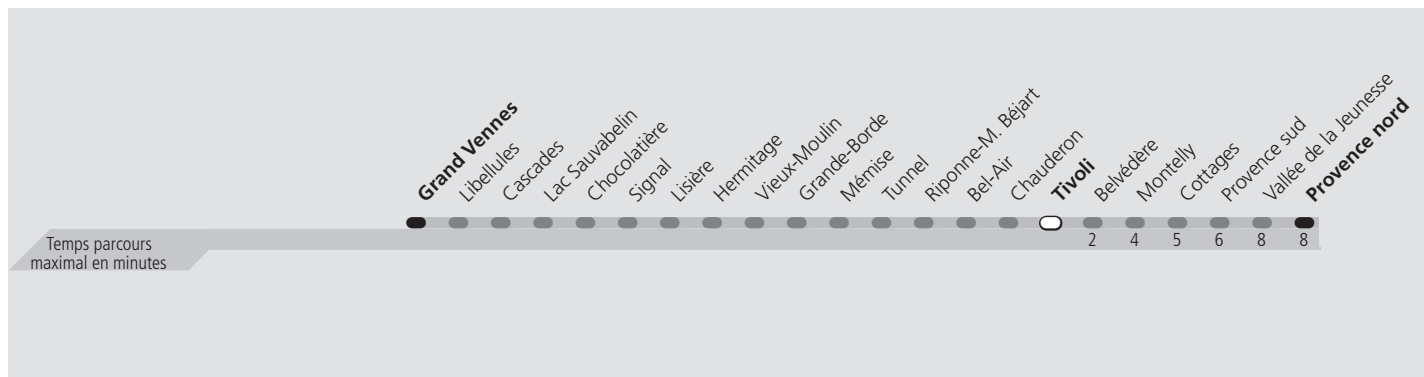 Grand Vennes
Libellules
Cascades
Lac Sauvabelin
Chocolatière
Signal
Lisière
Hermitage
Vieux-Moulin
Grande-Borde
Mémise
Tunnel
Riponne-M. Béjart
Bel-Air
Chauderon
Tivoli
Belvédère
Montelly
Cottages
Provence sud
Vallée de la Jeunesse
Provence nord
2 4 5 6 8 8
Temps parcours
maximal en minutes